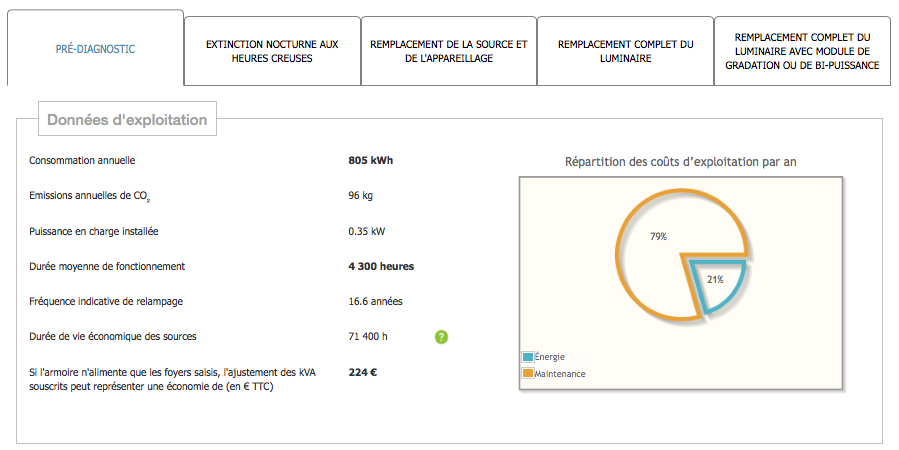 PRÉ-DIAGNOSTIC
EXTINCTION NOCTURNE AUX
HEURES CREUSES
REMPLACEMENT DE LA SOURCE ET
DE L'APPAREILLAGE
REMPLACEMENT COMPLET DU
LUMINAIRE
REMPLACEMENT COMPLET DU
LUMINAIRE AVEC MODULE DE
GRADATION OU DE BI-PUISSANCE
Données d'exploitation
Consommation annuelle 805 kWh
Emissions annuelles de CO₂ 96 kg
Puissance en charge installée 0.35 kW
Durée moyenne de fonctionnement 4 300 heures
Fréquence indicative de relampage 16.6 années
Durée de vie économique des sources 71 400 h ?
Si l'armoire n'alimente que les foyers saisis, l'ajustement des kVA 224 €
souscrits peut représenter une économie de (en € TTC)
Répartition des coûts d'exploitation par an
79%
21%
Énergie
Maintenance